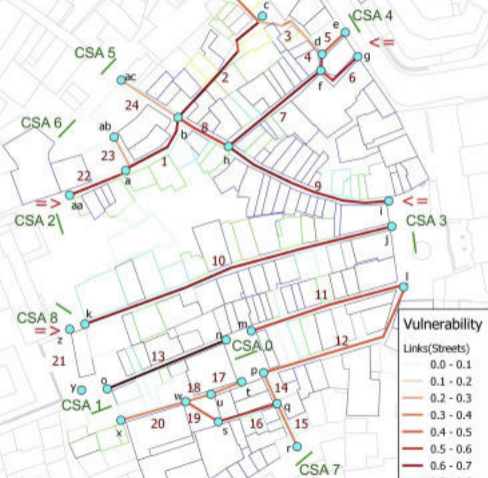 c
CSA 4
e
3
d
5
<=
CSA 5
4
g
2
f
6
ac
24
7
b
8
CSA 6
ab
h
23
1
22
a
9
=>
aa
<=
i
CSA 2
CSA 3
j
10
l
11
k
CSA 8
=>
m
z
n
12
CSA 0
21
13
p
17
y
o
18
t
14
w
u
CSA 1
q
19
20
16
15
x
s
r
CSA 7
Vulnerability
Links(Streets)
0.0 - 0.1
0.1 - 0.2
0.2 - 0.3
0.3 - 0.4
0.4 - 0.5
0.5 - 0.6
0.6 - 0.7